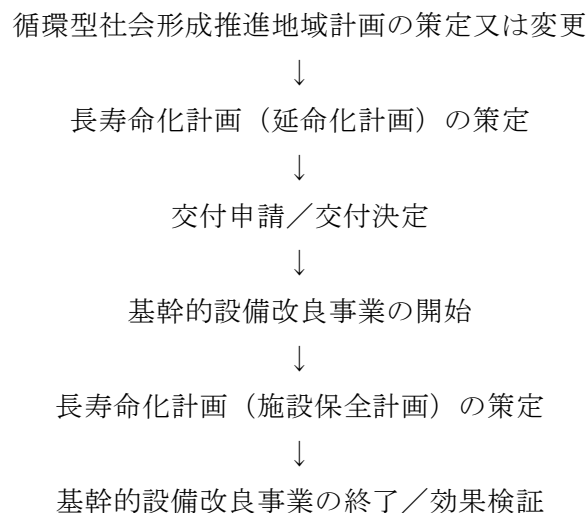 循環型社会形成推進地域計画の策定又は変更
↓
長寿命化計画（延命化計画）の策定
↓
交付申請／交付決定
↓
基幹的設備改良事業の開始
↓
長寿命化計画（施設保全計画）の策定
↓
基幹的設備改良事業の終了／効果検証